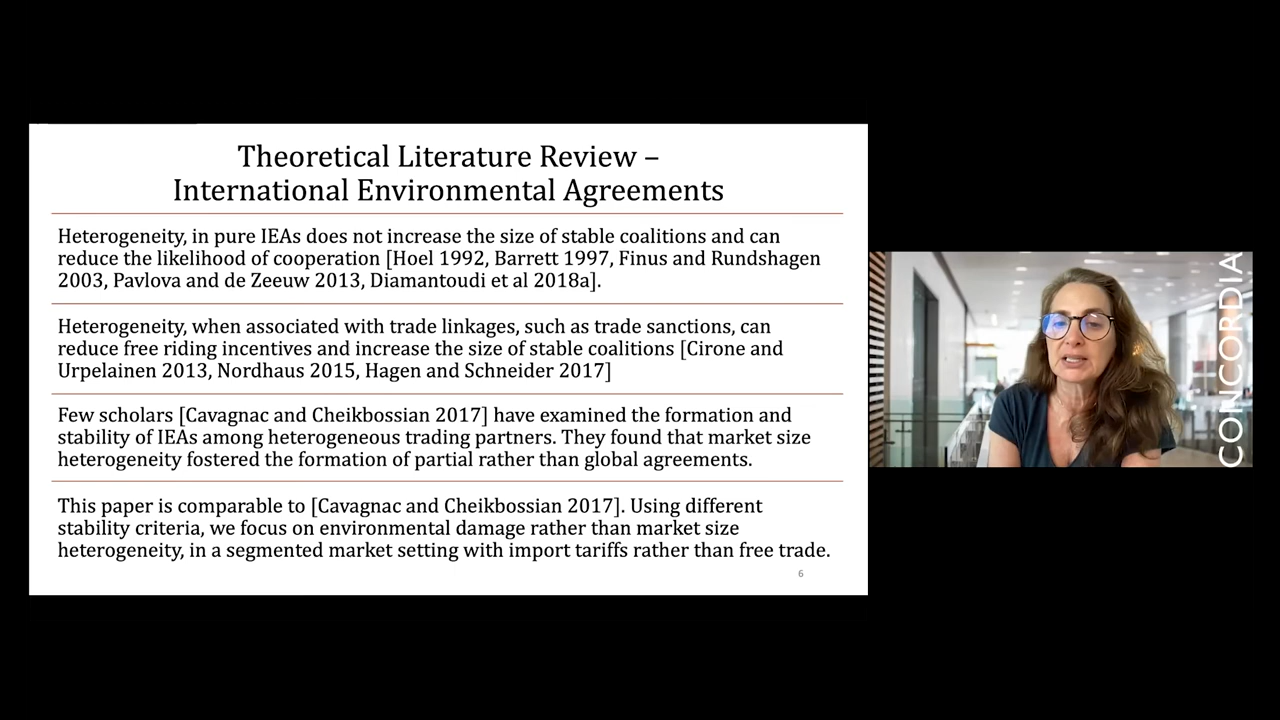 Theoretical Literature Review –
International Environmental Agreements
Heterogeneity, in pure IEAs does not increase the size of stable coalitions and can
reduce the likelihood of cooperation [Hoel 1992, Barrett 1997, Finus and Rundshagen
2003, Pavlova and de Zeeuw 2013, Diamantoudi et al 2018a].
Heterogeneity, when associated with trade linkages, such as trade sanctions, can
reduce free riding incentives and increase the size of stable coalitions [Cirone and
Urpelainen 2013, Nordhaus 2015, Hagen and Schneider 2017]
Few scholars [Cavagnac and Cheikbossian 2017] have examined the formation and
stability of IEAs among heterogeneous trading partners. They found that market size
heterogeneity fostered the formation of partial rather than global agreements.
This paper is comparable to [Cavagnac and Cheikbossian 2017]. Using different
stability criteria, we focus on environmental damage rather than market size
heterogeneity, in a segmented market setting with import tariffs rather than free trade.
6
CONCORDIA